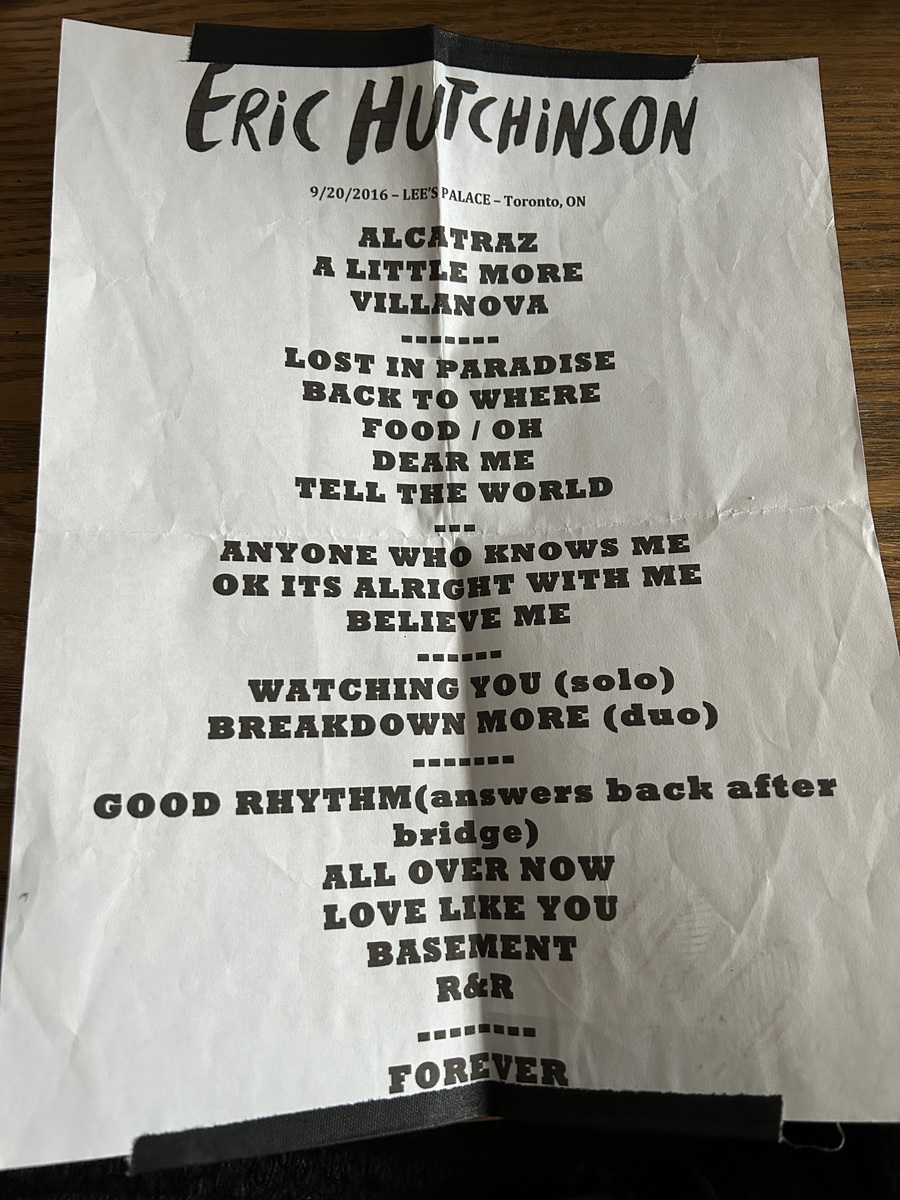 ERiC HUTCHiNSON
9/20/2016 – LEE'S PALACE – Toronto, ON
ALCATRAZ
A LITTLE MORE
VILLANOVA
-------
LOST IN PARADISE
BACK TO WHERE
FOOD / OH
DEAR ME
TELL THE WORLD
---
ANYONE WHO KNOWS ME
OK ITS ALRIGHT WITH ME
BELIEVE ME
------
WATCHING YOU (solo)
BREAKDOWN MORE (duo)
-------
GOOD RHYTHM(answers back after
bridge)
ALL OVER NOW
LOVE LIKE YOU
BASEMENT
R&R
--------
FOREVER